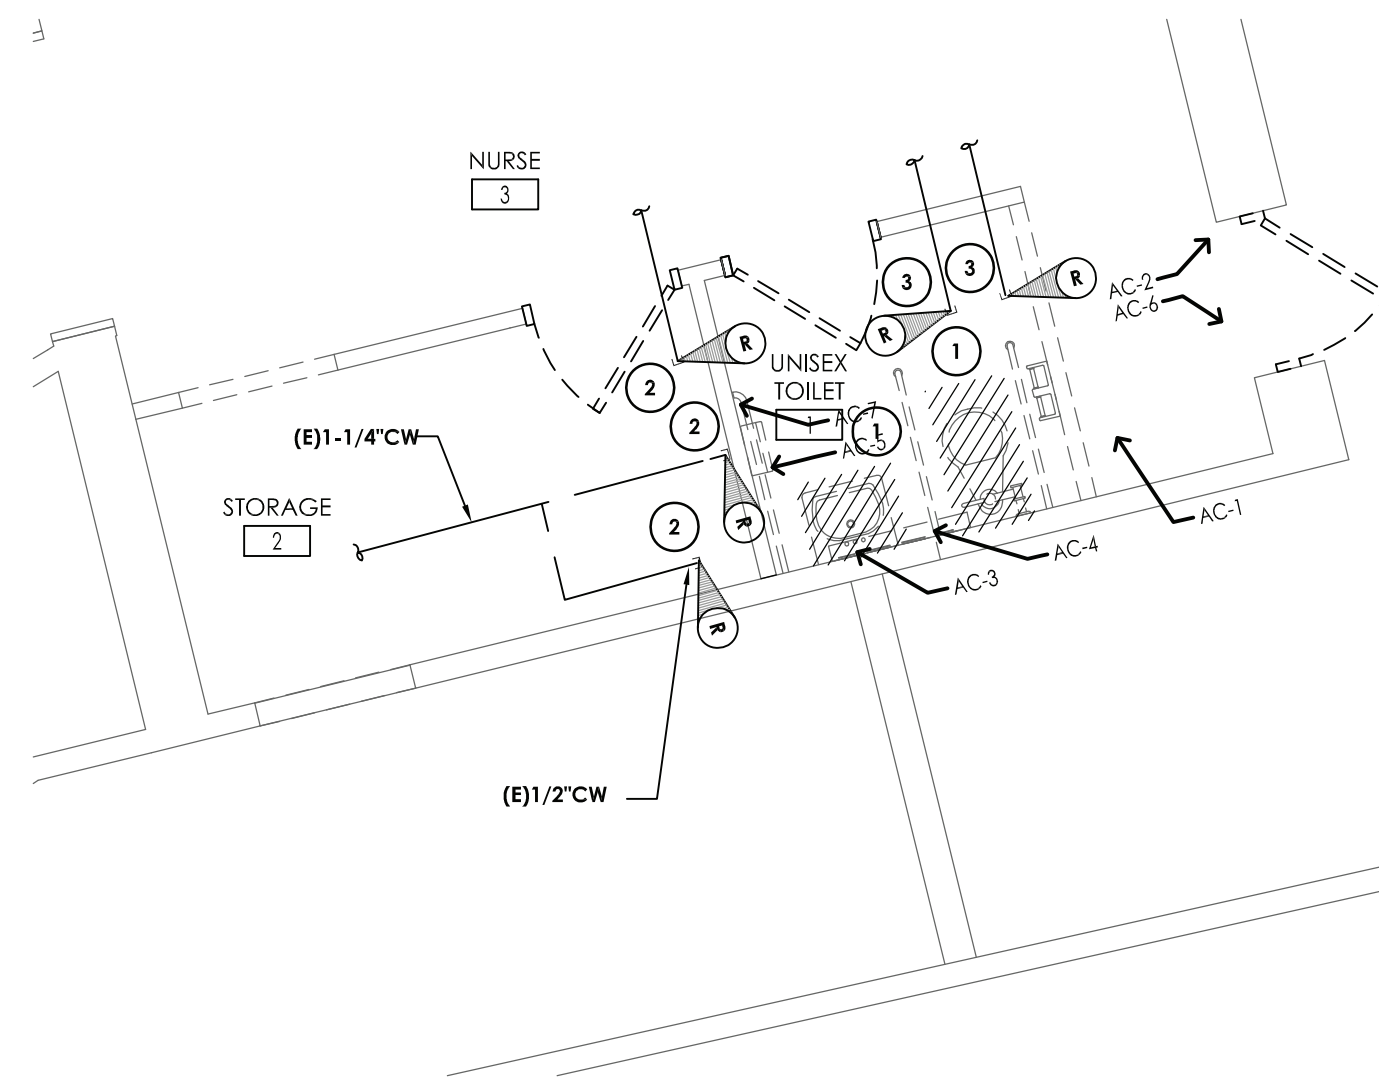 NURSE
3
3
3
R
AC-2
AC-6
R
1
R
UNISEX
TOILET
1
2
AC-7
1
2
AC-5
(E)1-1/4"CW
STORAGE
2
2
R
AC-1
AC-4
AC-3
R
(E)1/2"CW